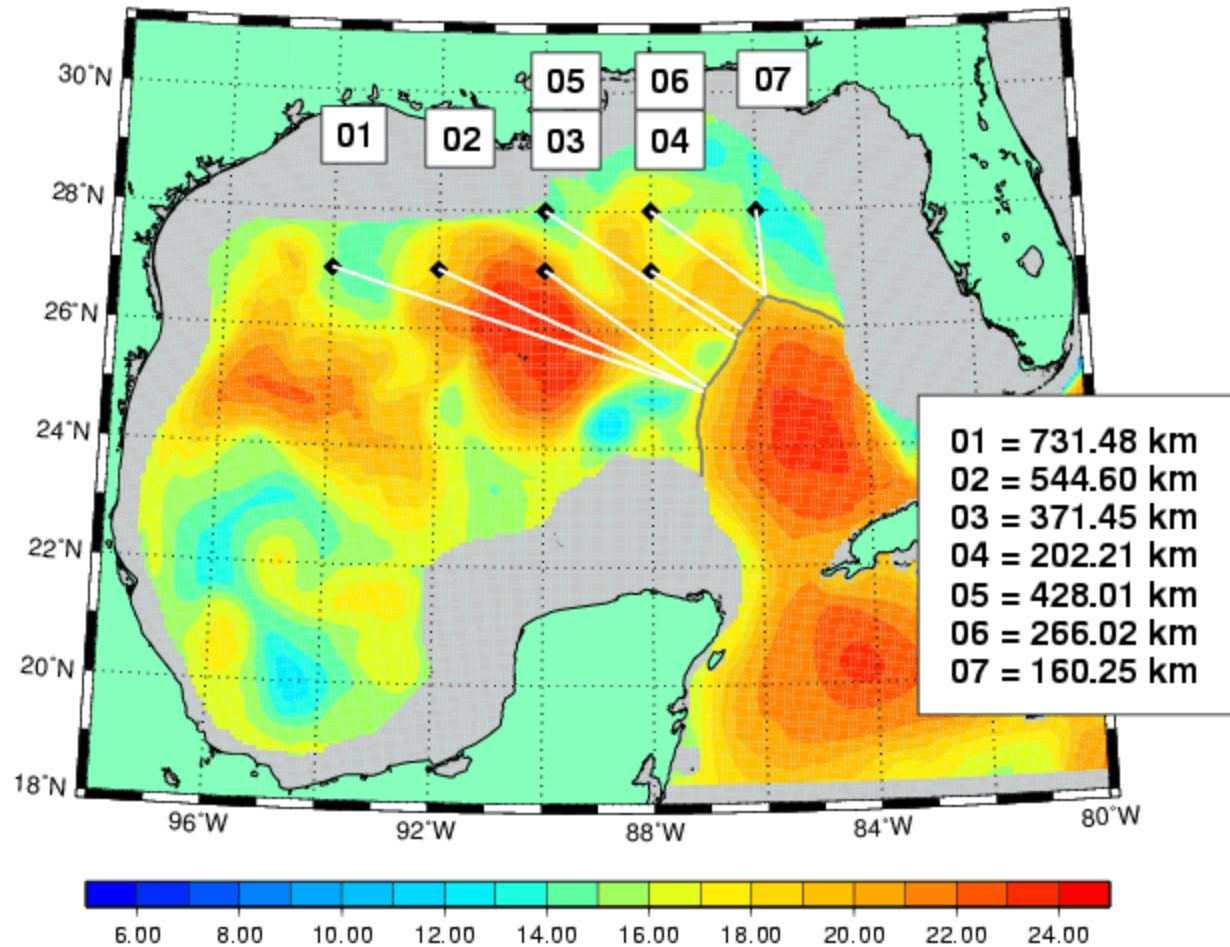 30°N
28°N
26°N
24°N
22°N
20°N
18°N
05 06 07
01 02 03 04
01 = 731.48 km
02 = 544.60 km
03 = 371.45 km
04 = 202.21 km
05 = 428.01 km
06 = 266.02 km
07 = 160.25 km
96°W 92°W 88°W 84°W 80°W
6.00 8.00 10.00 12.00 14.00 16.00 18.00 20.00 22.00 24.00